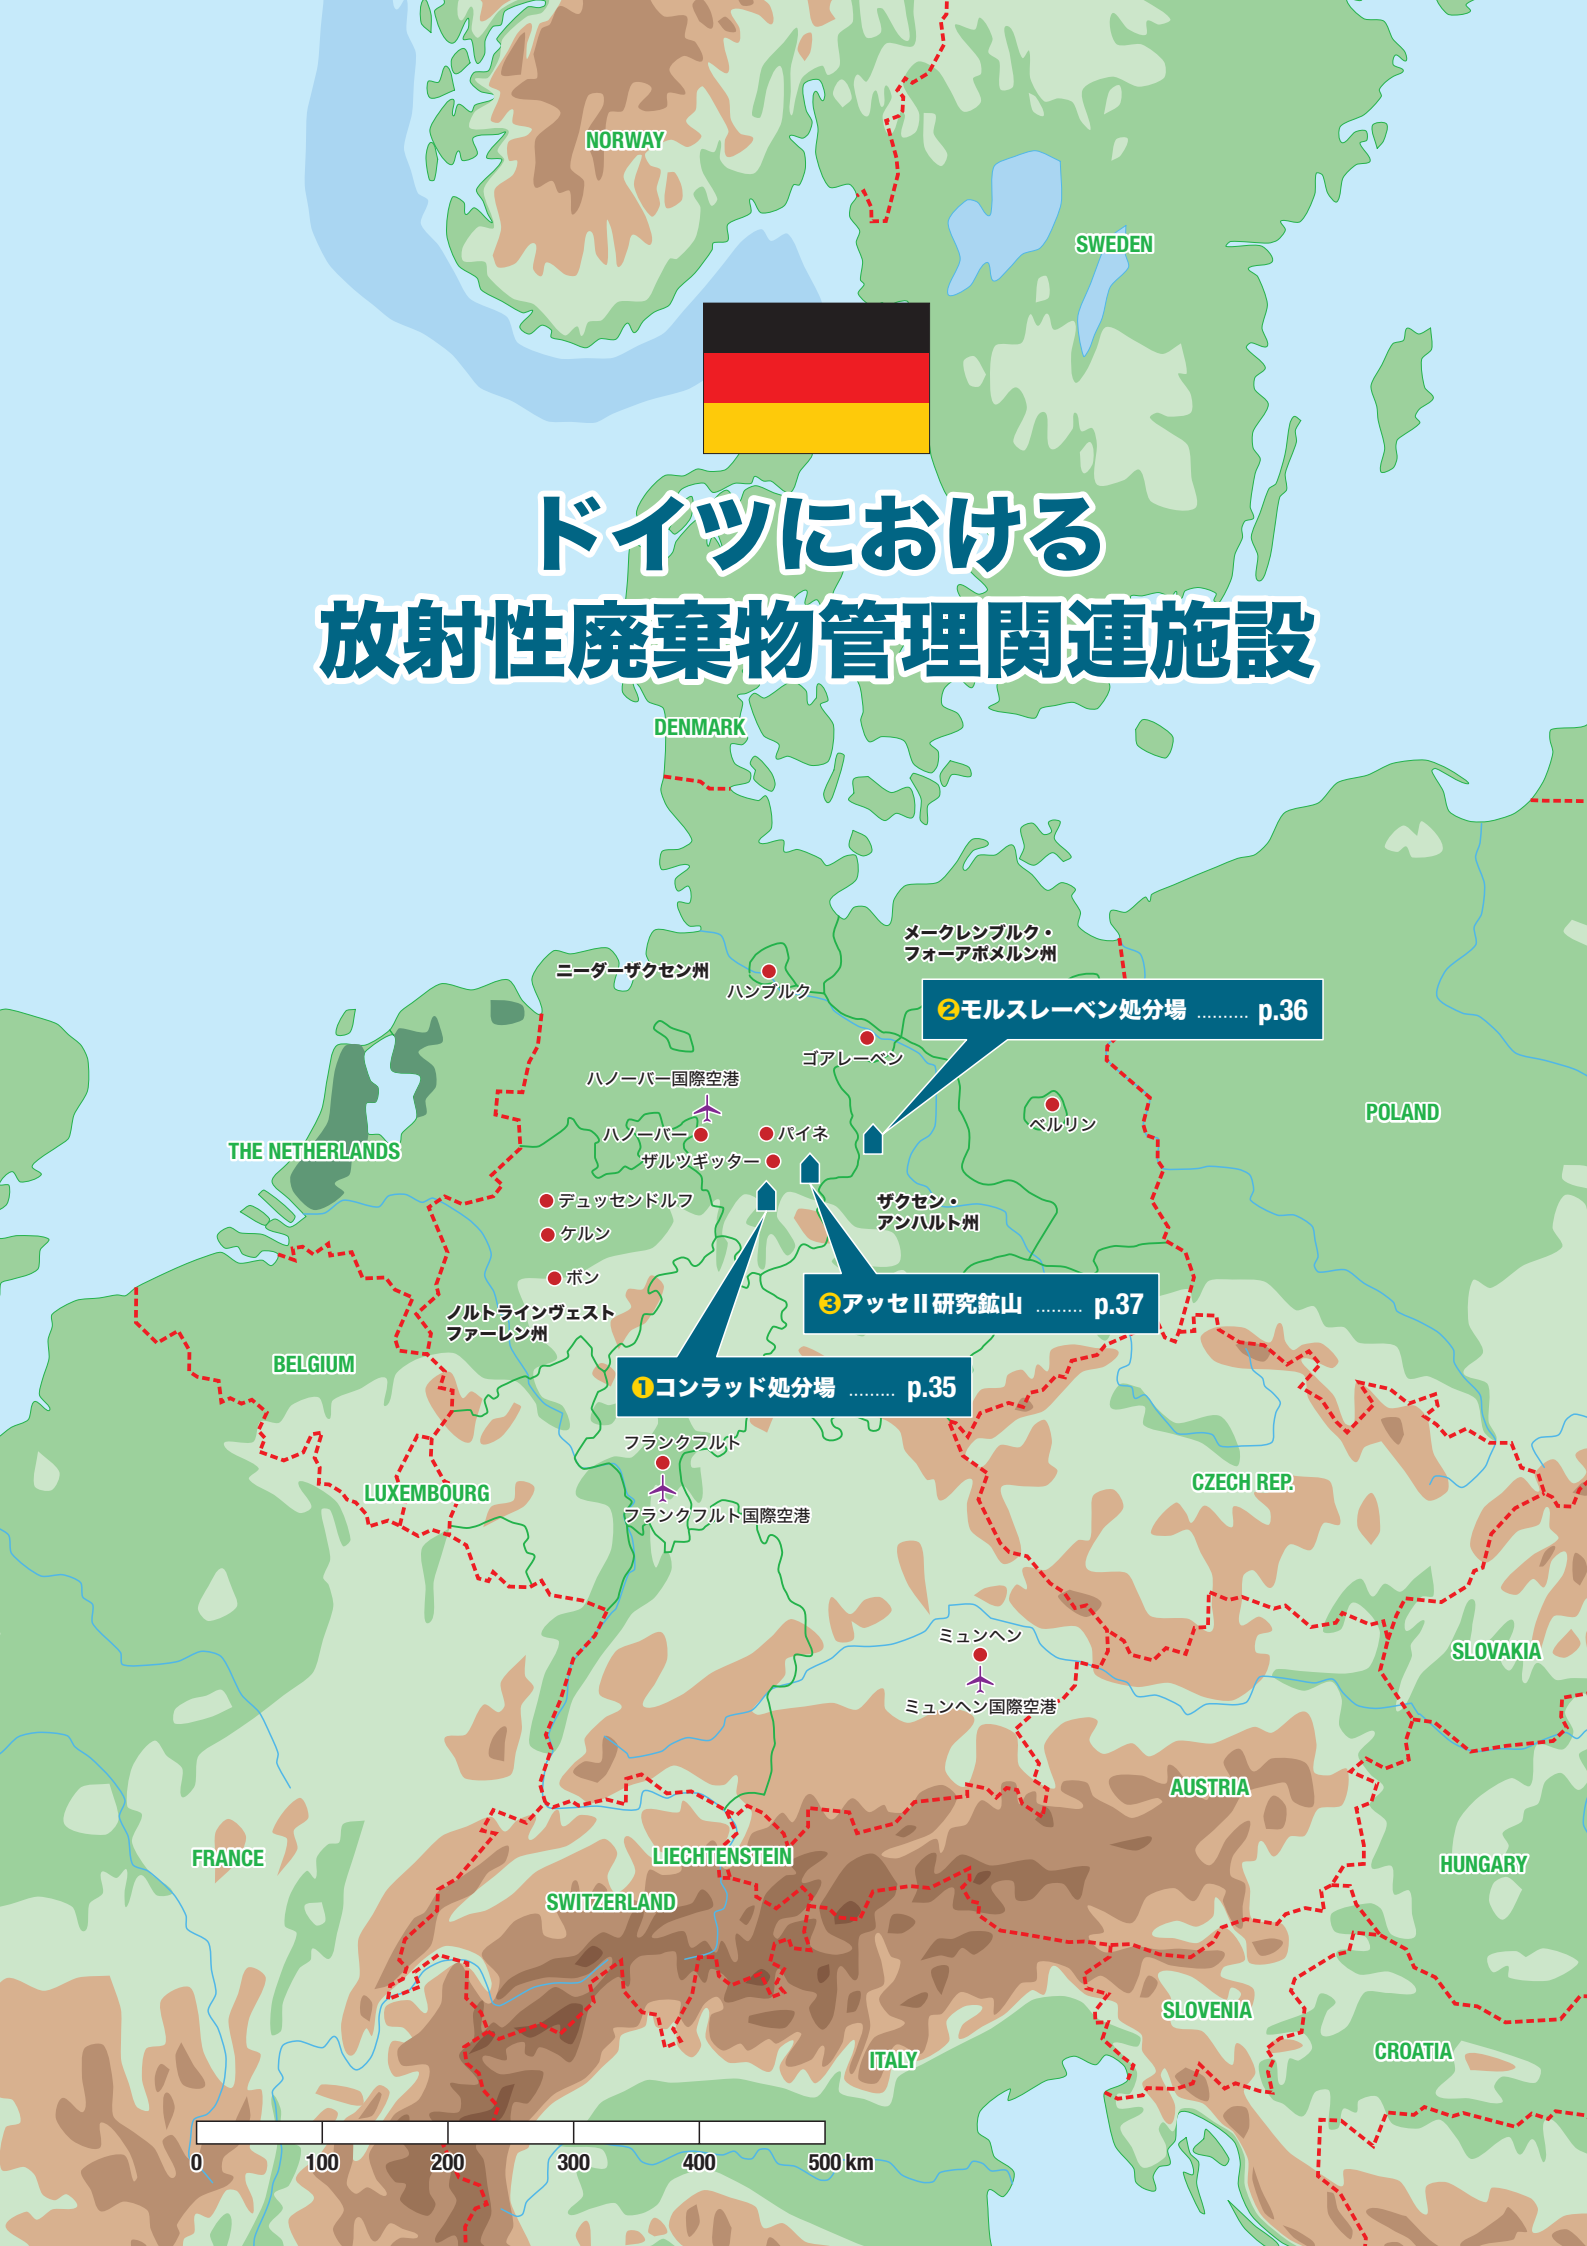 NORWAY
SWEDEN
ドイツにおける
放射性廃棄物管理関連施設
DENMARK
メークレンブルク・
フォーアポメルン州
ニーダーザクセン州
ハンブルク
❷モルスレーベン処分場 .......... p.36
ゴアレーベン
ハノーバー国際空港
POLAND
ベルリン
ハノーバー
パイネ
THE NETHERLANDS
ザルツギッター
デュッセンドルフ
ザクセン・
アンハルト州
ケルン
ボン
❸アッセⅡ研究鉱山 ......... p.37
ノルトラインヴェスト
ファーレン州
BELGIUM
❶コンラッド処分場 ......... p.35
フランクフルト
CZECH REP.
LUXEMBOURG
フランクフルト国際空港
ミュンヘン
SLOVAKIA
ミュンヘン国際空港
AUSTRIA
FRANCE
LIECHTENSTEIN
HUNGARY
SWITZERLAND
SLOVENIA
CROATIA
ITALY
0 100 200 300 400 500 km